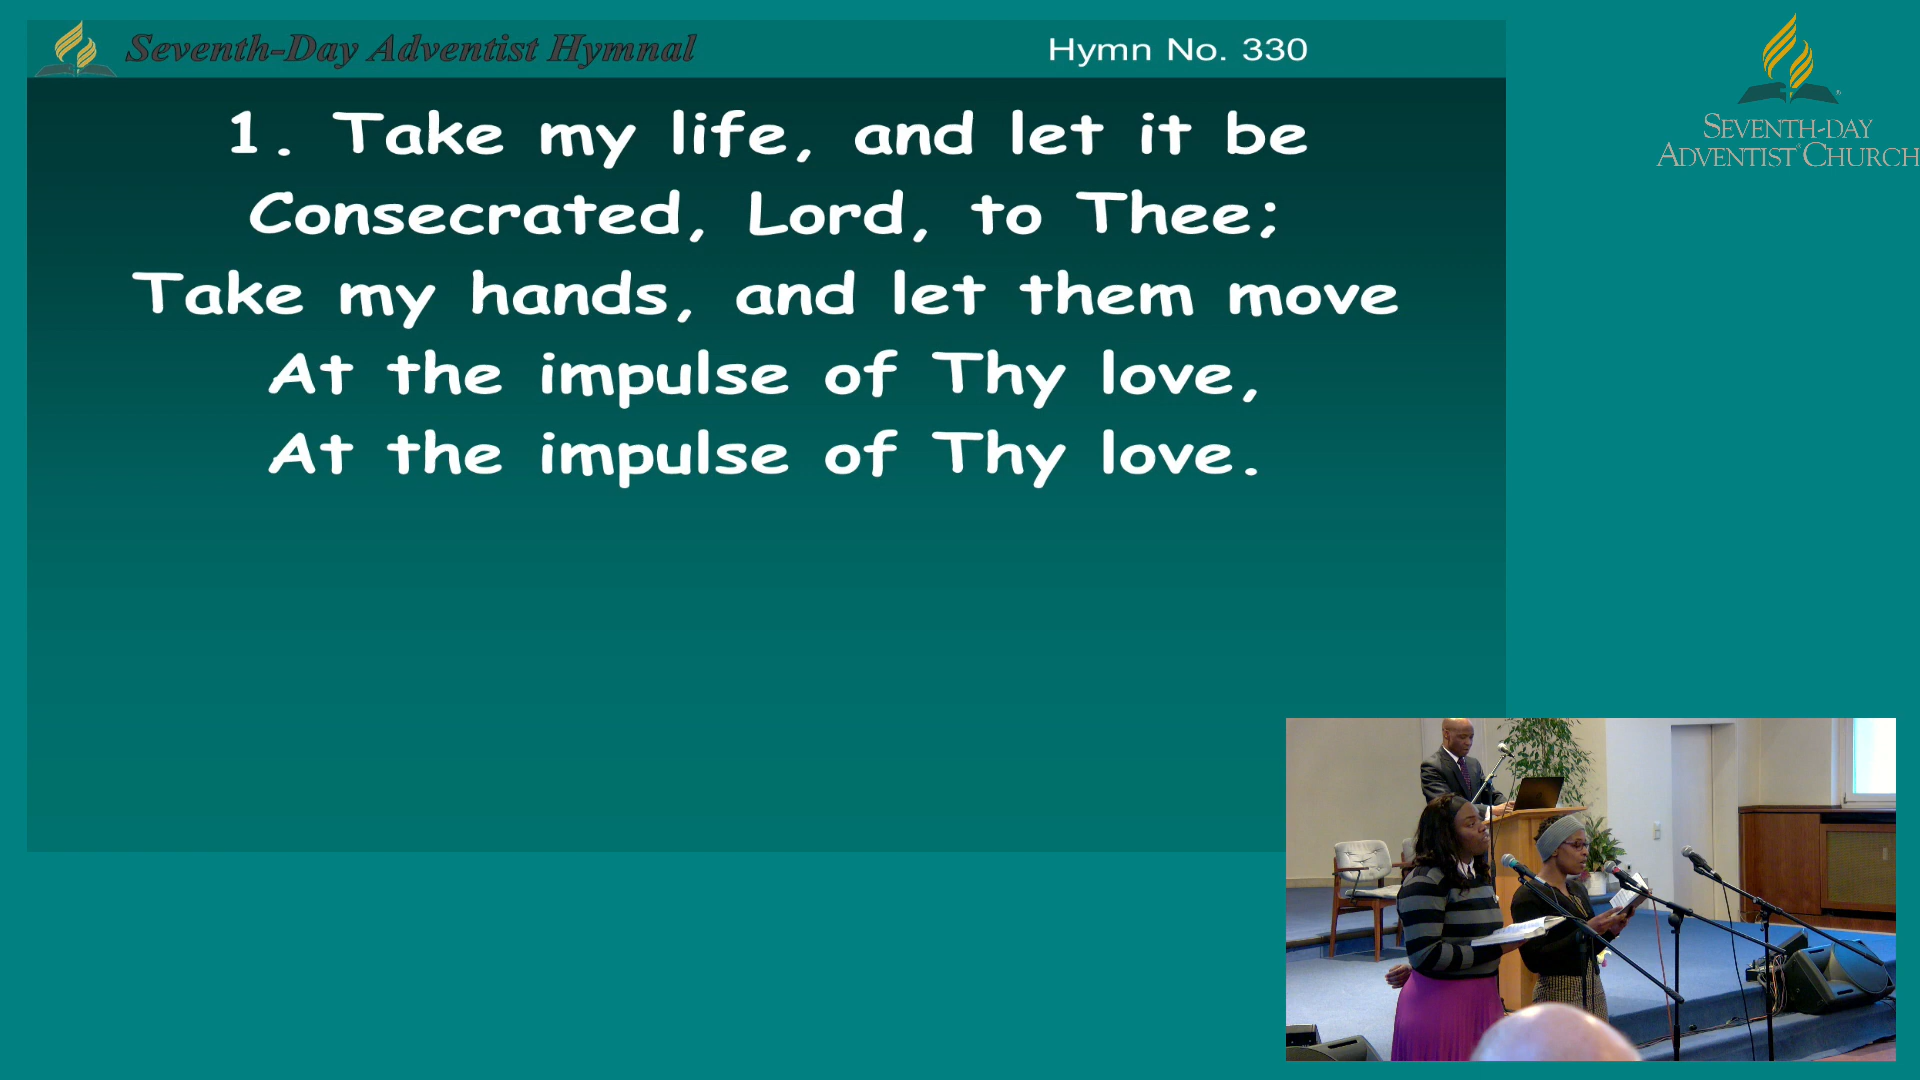 Seventh-Day Adventist Hymnal
Hymn No. 330
1. Take my life, and let it be
Consecrated, Lord, to Thee;
Take my hands, and let them move
At the impulse of Thy love,
At the impulse of Thy love.
SEVENTH-DAY
ADVENTIST CHURCH